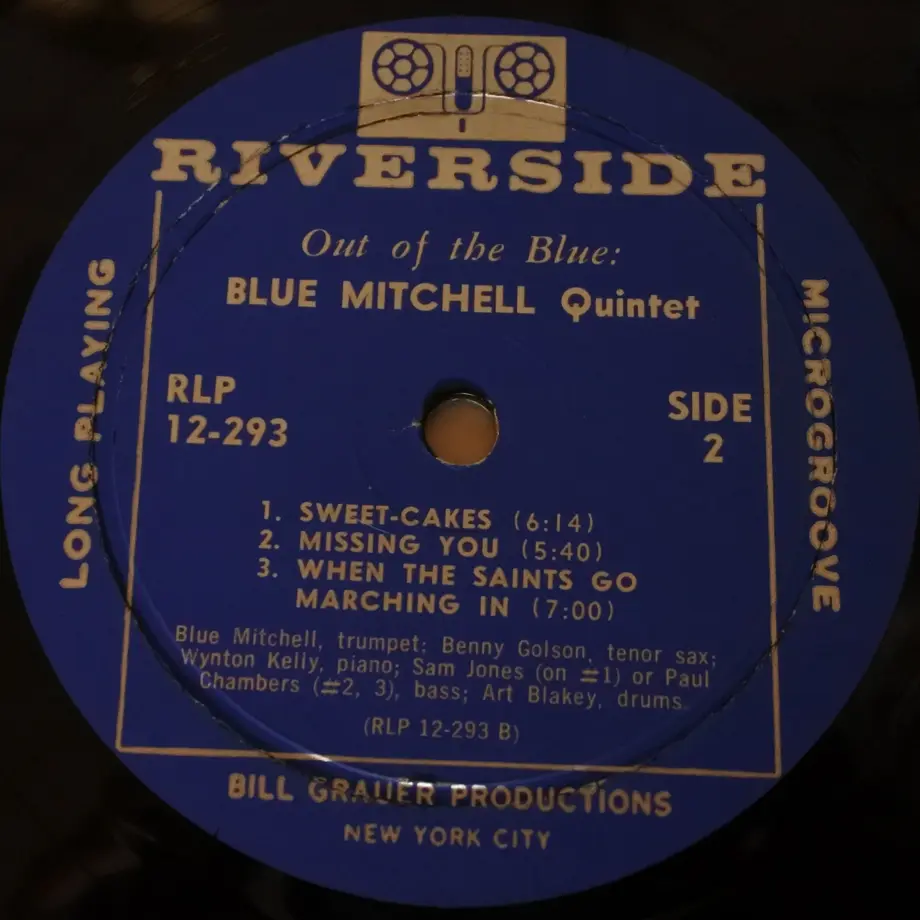 RIVERSIDE
Out of the Blue:
BLUE MITCHELL Quintet
RLP
12-293
SIDE
2
LONG PLAYING
MICROGROOVE
1. SWEET-CAKES (6:14)
2. MISSING YOU (5:40)
3. WHEN THE SAINTS GO
MARCHING IN (7:00)
Blue Mitchell, trumpet; Benny Golson, tenor sax;
Wynton Kelly, piano; Sam Jones (on #1) or Paul
Chambers (#2, 3), bass; Art Blakey, drums.
(RLP 12-293 B)
BILL GRAUER PRODUCTIONS
NEW YORK CITY